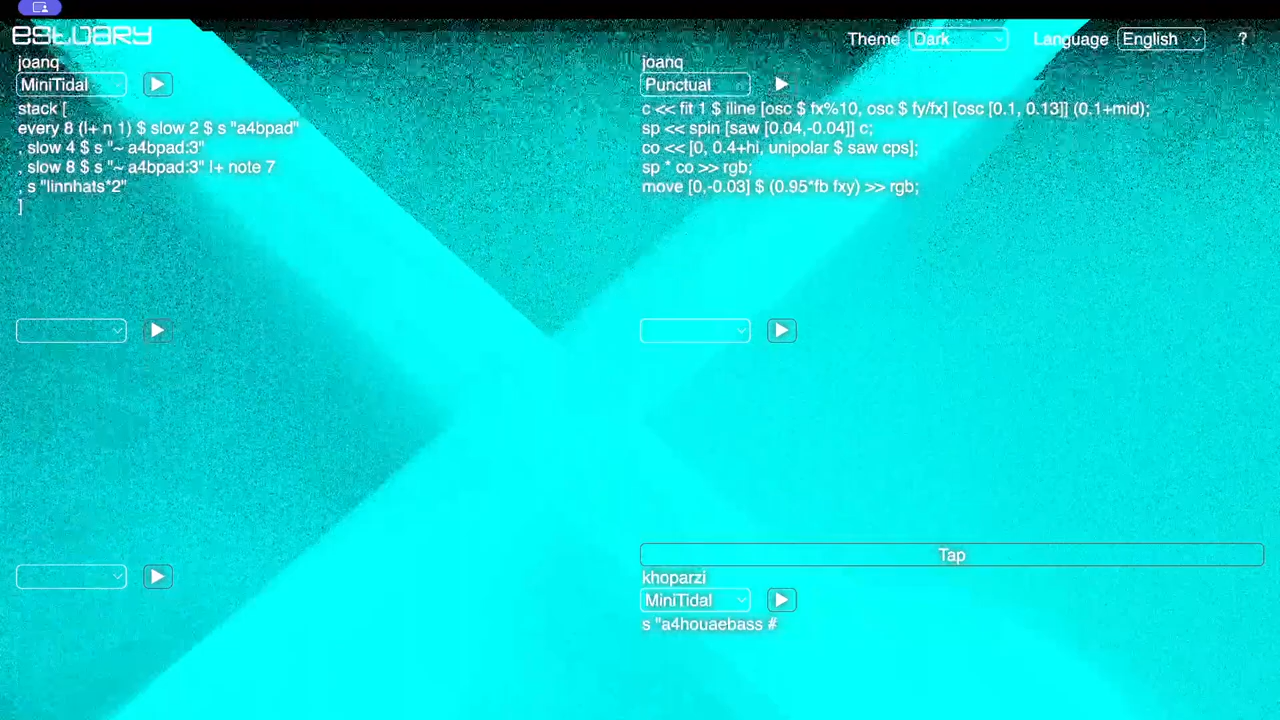 estuary
Theme Dark Language English ?
joanq
MiniTidal
stack [
every 8 (|+ n 1) $ slow 2 $ s "a4bpad"
, slow 4 $ s "~ a4bpad:3"
, slow 8 $ s "~ a4bpad:3" |+ note 7
, s "linnhats*2"
]
joanq
Punctual
c << fit 1 $ iline [osc $ fx%10, osc $ fy/fx] [osc [0.1, 0.13]] (0.1+mid);
sp << spin [saw [0.04,-0.04]] c;
co << [0, 0.4+hi, unipolar $ saw cps];
sp * co >> rgb;
move [0,-0.03] $ (0.95*fb fxy) >> rgb;
Tap
khoparzi
MiniTidal
s "a4houaebass #